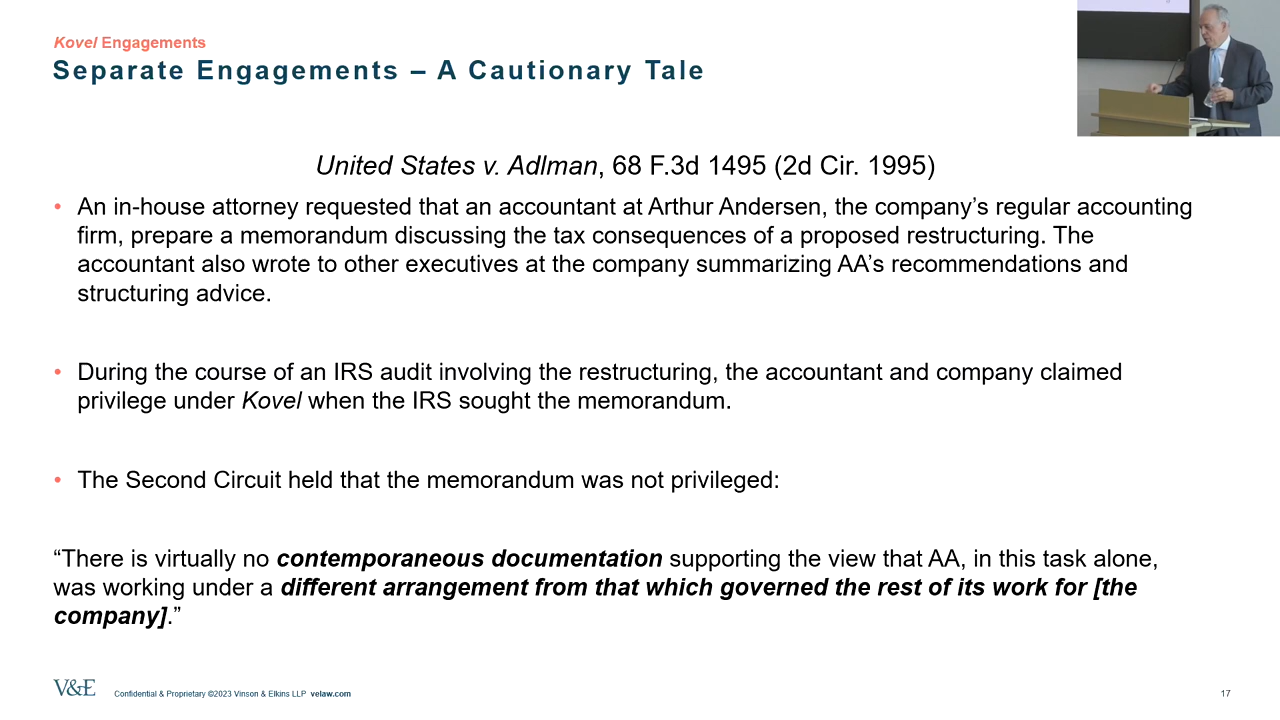 Kovel Engagements
Separate Engagements – A Cautionary Tale
United States v. Adlman, 68 F.3d 1495 (2d Cir. 1995)
• An in-house attorney requested that an accountant at Arthur Andersen, the company’s regular accounting
firm, prepare a memorandum discussing the tax consequences of a proposed restructuring. The
accountant also wrote to other executives at the company summarizing AA’s recommendations and
structuring advice.
• During the course of an IRS audit involving the restructuring, the accountant and company claimed
privilege under Kovel when the IRS sought the memorandum.
• The Second Circuit held that the memorandum was not privileged:
“There is virtually no contemporaneous documentation supporting the view that AA, in this task alone,
was working under a different arrangement from that which governed the rest of its work for [the
company].”
V&E Confidential & Proprietary ©2023 Vinson & Elkins LLP velaw.com
17